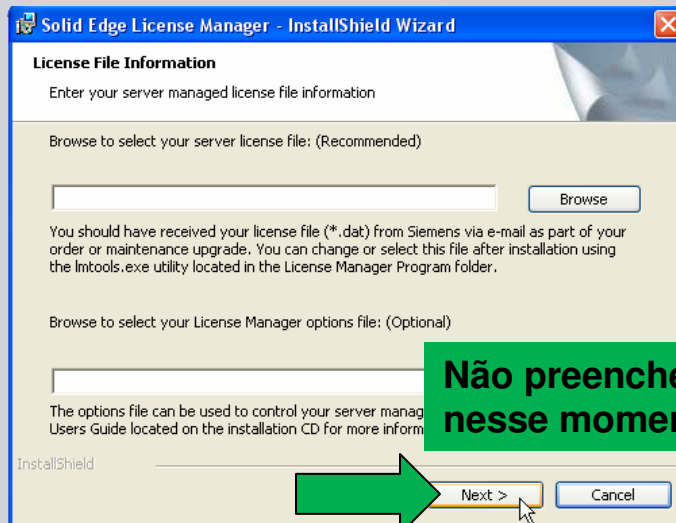 Solid Edge License Manager - InstallShield Wizard
License File Information
Enter your server managed license file information
Browse to select your server license file: (Recommended)
Browse
You should have received your license file (*.dat) from Siemens via e-mail as part of your
order or maintenance upgrade. You can change or select this file after installation using
the lmtools.exe utility located in the License Manager Program folder.
Browse to select your License Manager options file: (Optional)
Não
nesse
The options file can be used to control your server
Users Guide located on the installation CD for more
InstallShield
Next >
Cancel